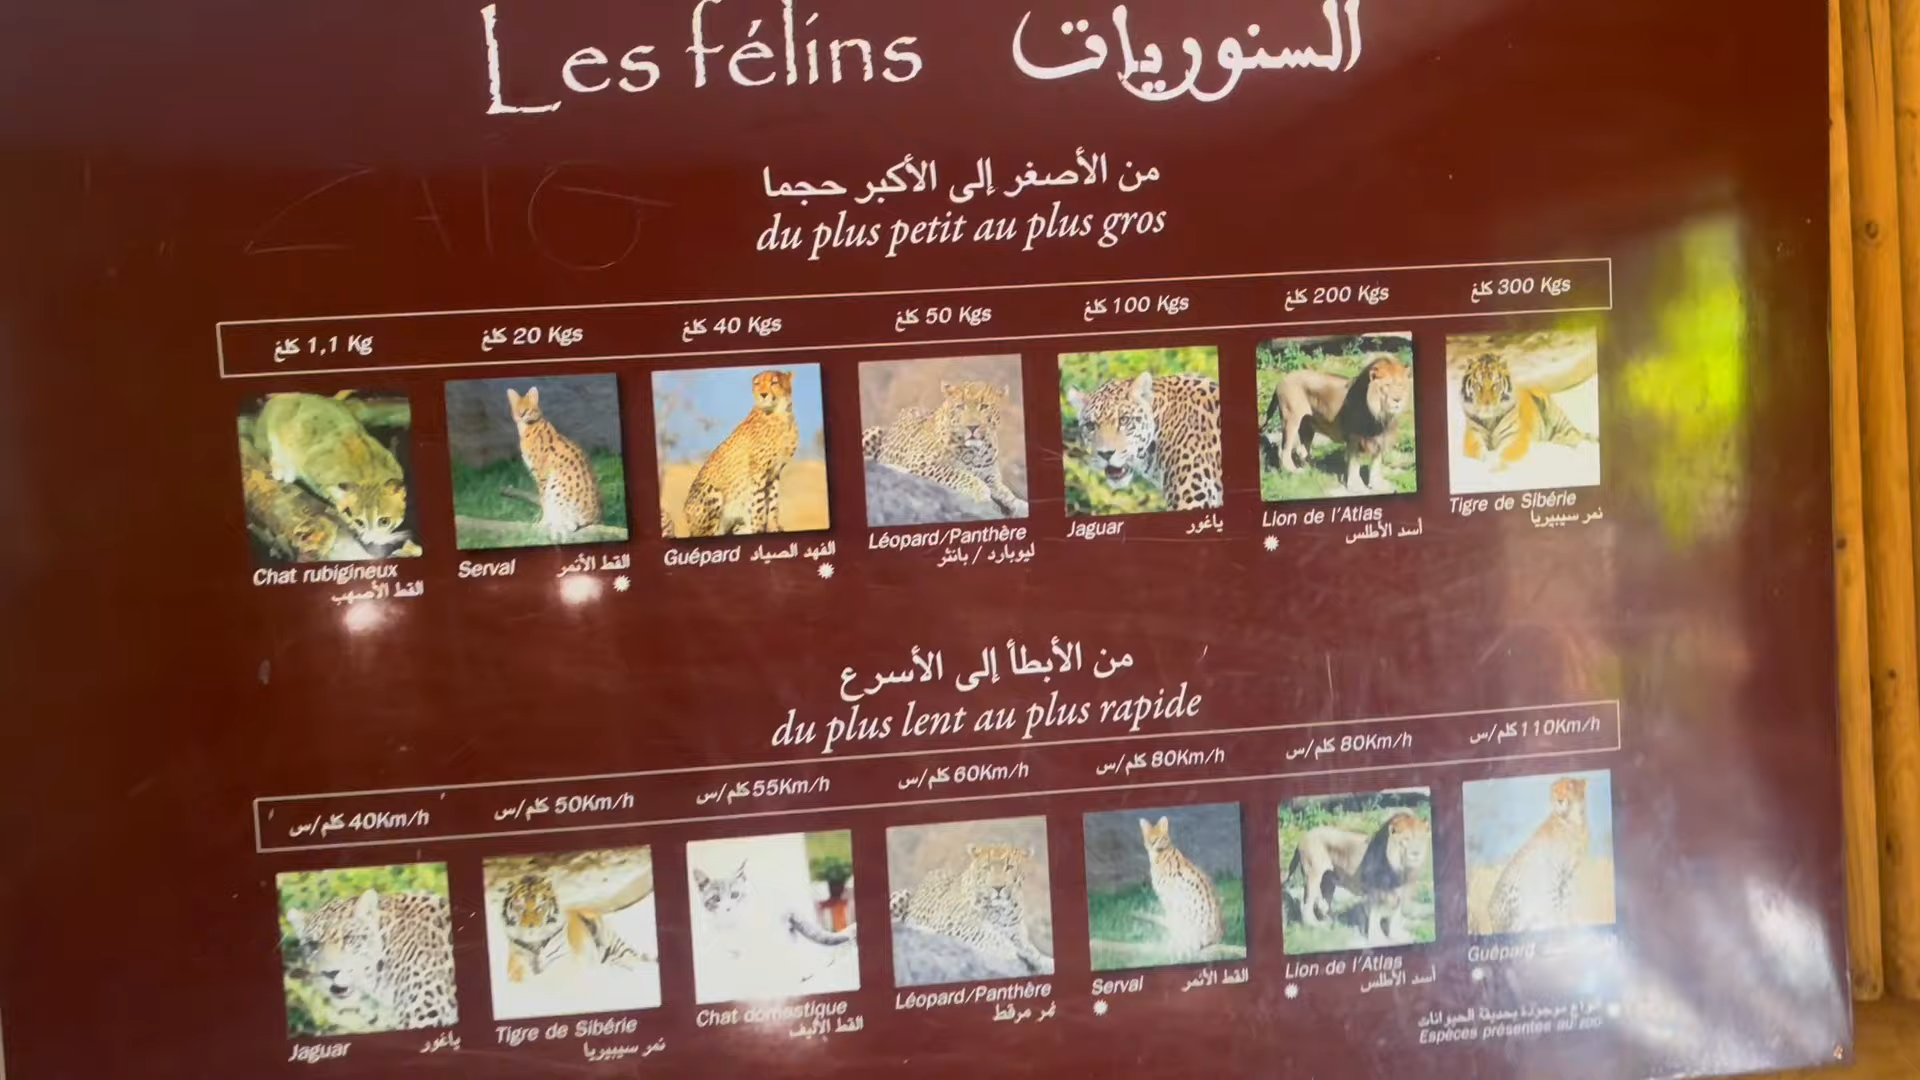 Les félins السنوريات
من الأصغر إلى الأكبر حجما
du plus petit au plus gros
كلغ 1,1 Kg
كلغ 20 Kgs
كلغ 40 Kgs
كلغ 50 Kgs
كلغ 100 Kgs
كلغ 200 Kgs
كلغ 300 Kgs
Chat rubigineux
القط الأصهب
Serval القط الأنمر
Guépard الفهد الصياد
Léopard/Panthère
ليوبارد / بانثر
Jaguar ياغور
Lion de l'Atlas
أسد الأطلس
Tigre de Sibérie
نمر سيبيريا
من الأبطأ إلى الأسرع
du plus lent au plus rapide
كلم/س 40Km/h
كلم/س 50Km/h
كلم/س 55Km/h
كلم/س 60Km/h
كلم/س 80Km/h
كلم/س 80Km/h
كلم/س 110Km/h
Jaguar ياغور
Tigre de Sibérie
نمر سيبيريا
Chat domestique
القط الأليف
Léopard/Panthère
نمر مرقط
Serval القط الأنمر
Lion de l'Atlas
أسد الأطلس
Guépard
أنواع موجودة بحديقة الحيوانات
Espèces présentes au zoo